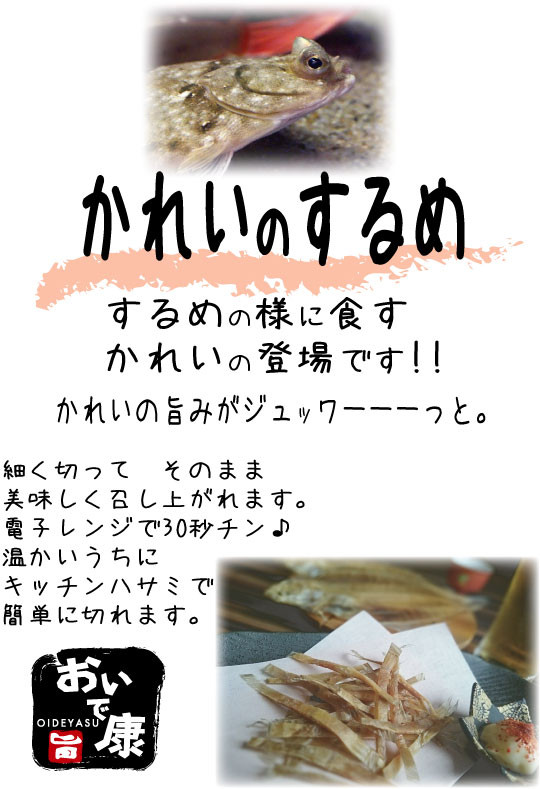 かれいのするめ
するめの様に食す
かれいの登場です!!
かれいの旨みがジュッワーーーっと。
細く切って　そのまま
美味しく召し上がれます。
電子レンジで30秒チン♪
温かいうちに
キッチンハサミで
簡単に切れます。
おいで康
OIDEYASU
旨